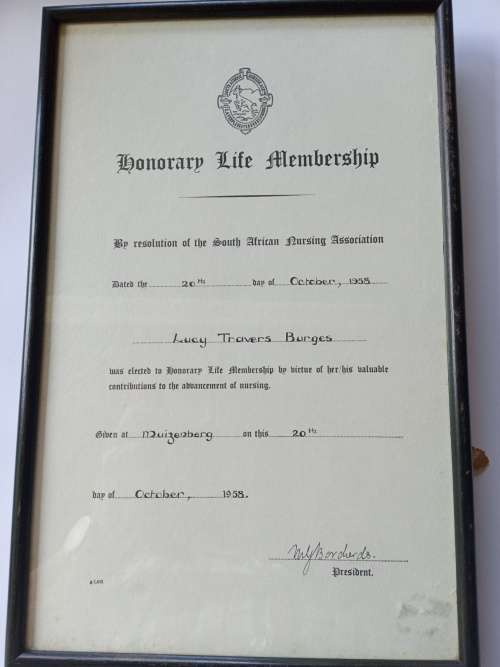 Honorary Life Membership
By resolution of the South African Nursing Association
Dated the 20th day of October, 1958
Lucy Travers Burges
was elected to Honorary Life Membership by virtue of her/his valuable
contributions to the advancement of nursing.
Given at Muizenberg on this 20th
day of October, 1958.
President.